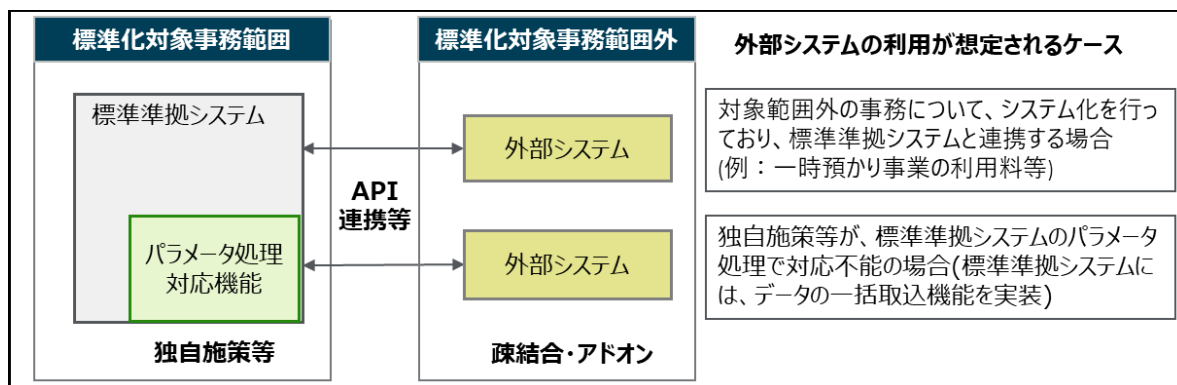 標準化対象事務範囲
標準準拠システム
パラメータ処理
対応機能
独自施策等
API
連携等
標準化対象事務範囲外
外部システム
外部システム
疎結合・アドオン
外部システムの利用が想定されるケース
対象範囲外の事務について、システム化を行っ
ており、標準準拠システムと連携する場合
(例：一時預かり事業の利用料等)
独自施策等が、標準準拠システムのパラメータ
処理で対応不能の場合(標準準拠システムに
は、データの一括取込機能を実装)